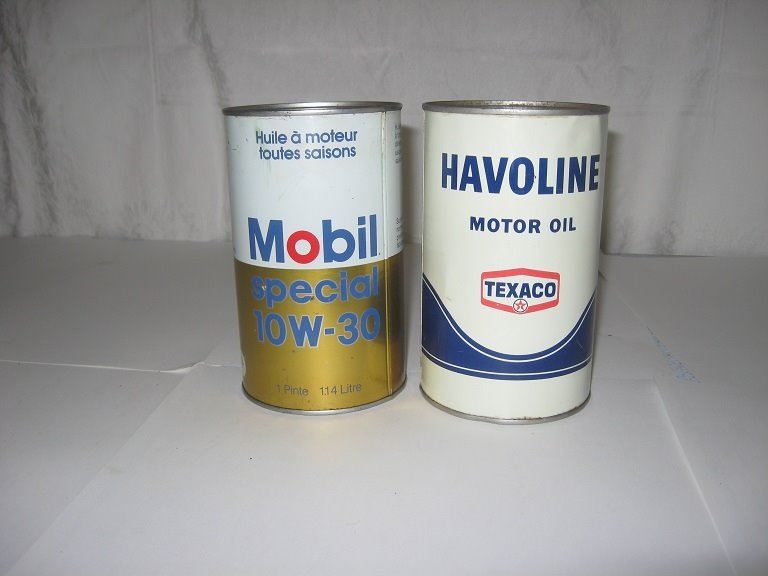 Huile à moteur
toutes saisons
Mobil
special
10W-30
1 Pinte 1.14 Litre
HAVOLINE
MOTOR OIL
TEXACO